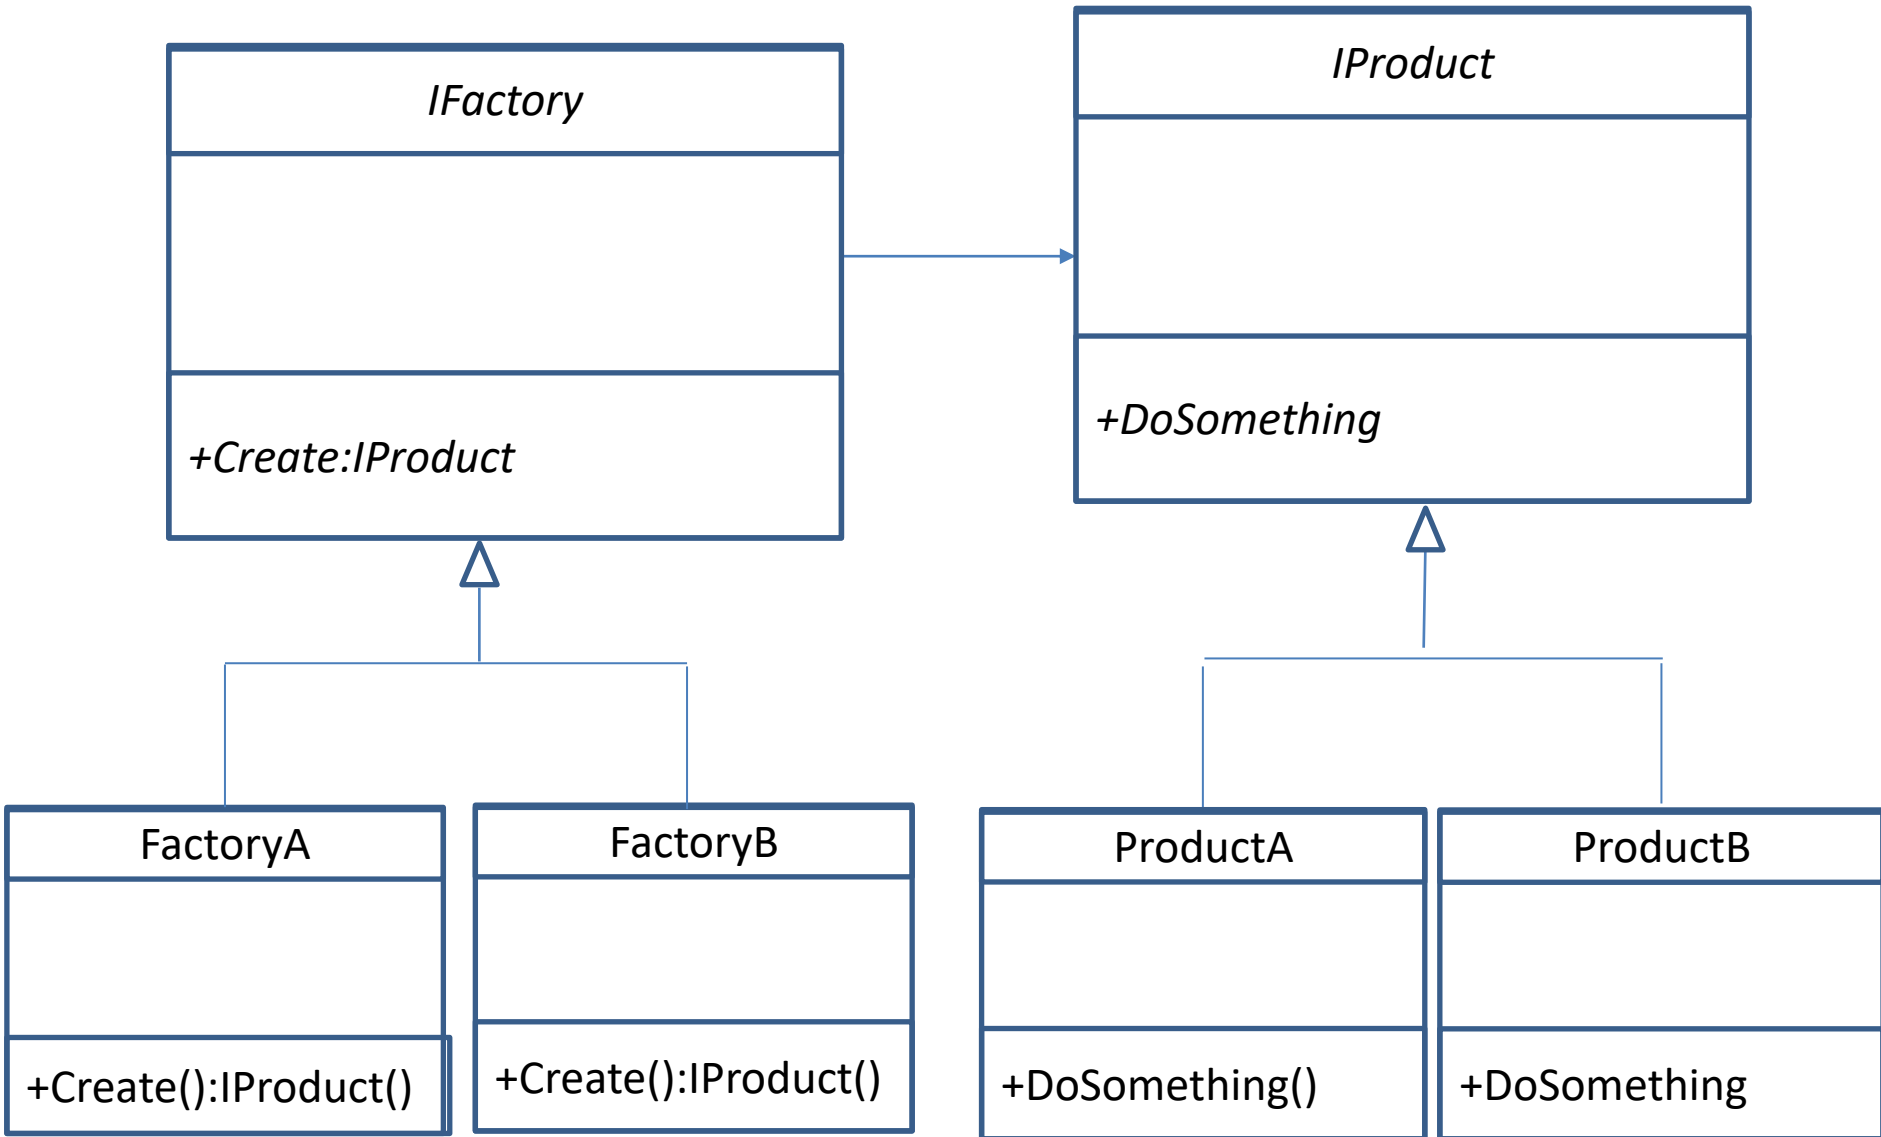 IFactory
+Create:IProduct
IProduct
+DoSomething
FactoryA
+Create():IProduct()
FactoryB
+Create():IProduct()
ProductA
+DoSomething()
ProductB
+DoSomething